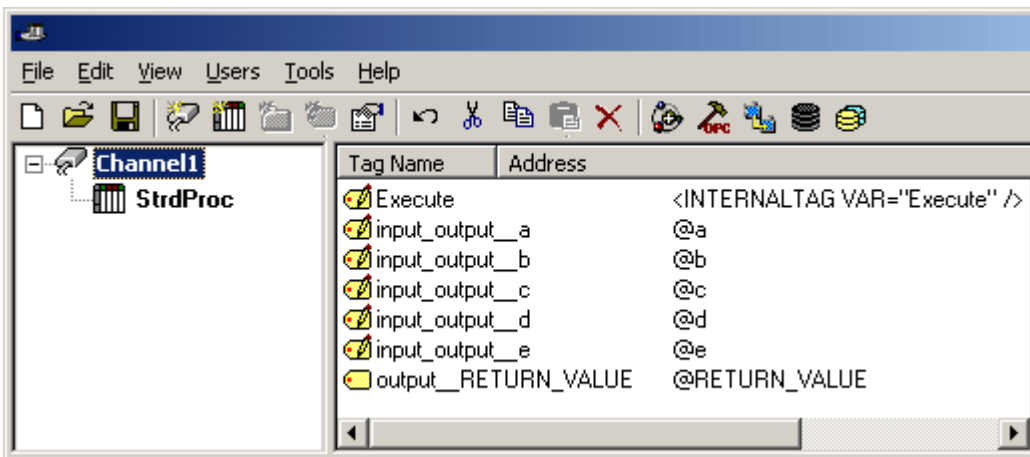 File Edit View Users Tools Help
OPC
Channel1
StrdProc
Tag Name Address
Execute <INTERNALTAG VAR="Execute" />
input_output__a @a
input_output__b @b
input_output__c @c
input_output__d @d
input_output__e @e
output__RETURN_VALUE @RETURN_VALUE